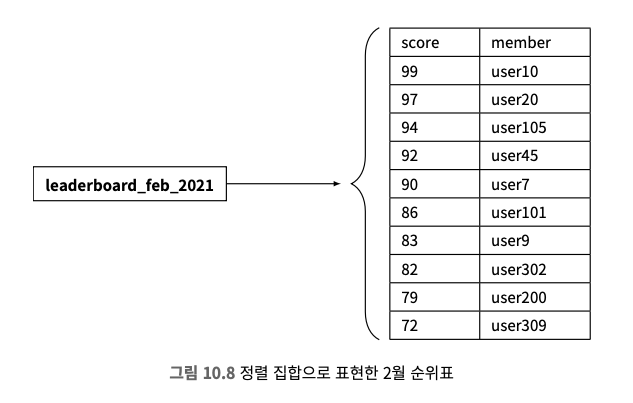 leaderboard_feb_2021
score member
99 user10
97 user20
94 user105
92 user45
90 user7
86 user101
83 user9
82 user302
79 user200
72 user309
그림 10.8 정렬 집합으로 표현한 2월 순위표